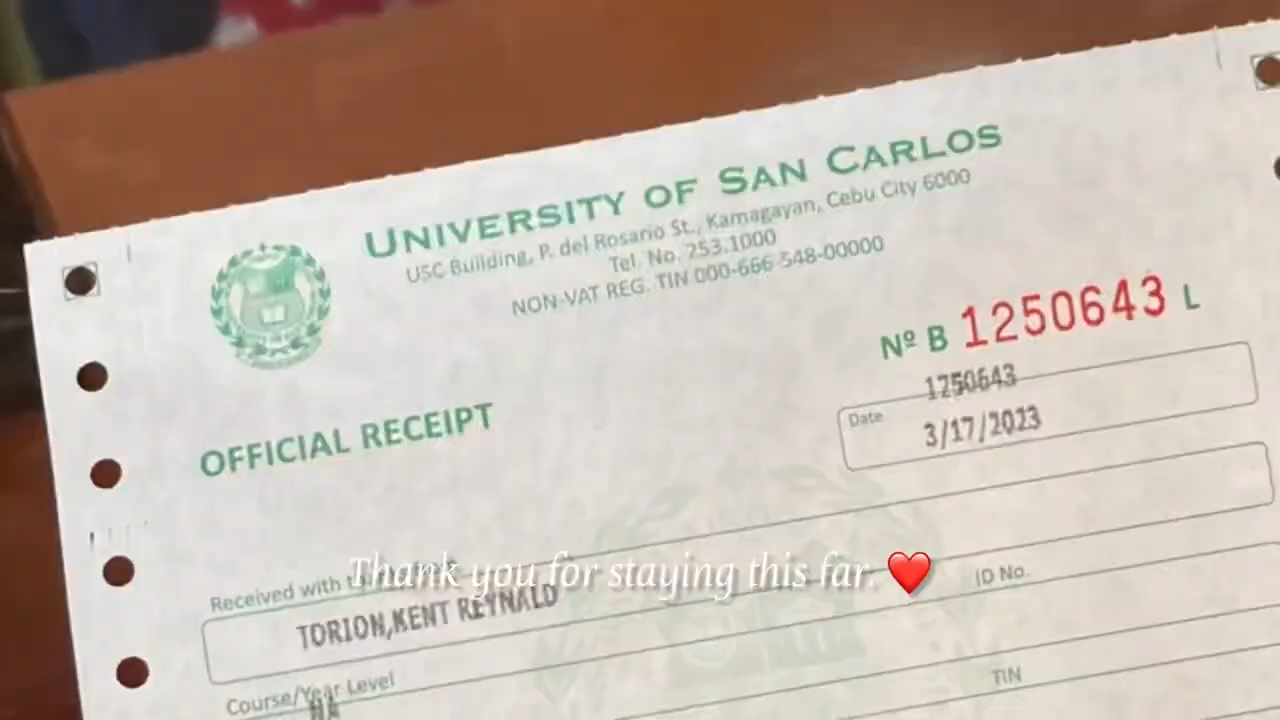 UNIVERSITY OF SAN CARLOS
USC Building, P. del Rosario St., Kamagayan, Cebu City 6000
Tel. No. 253.1000
NON-VAT REG. TIN 000-666-548-00000
Nº B 1250643 L
1250643
Date 3/17/2023
OFFICIAL RECEIPT
Thank you for staying this far. ❤️
Received with
ID No.
TORION,KENT REYNALD
Course/Year Level
TIN
NA